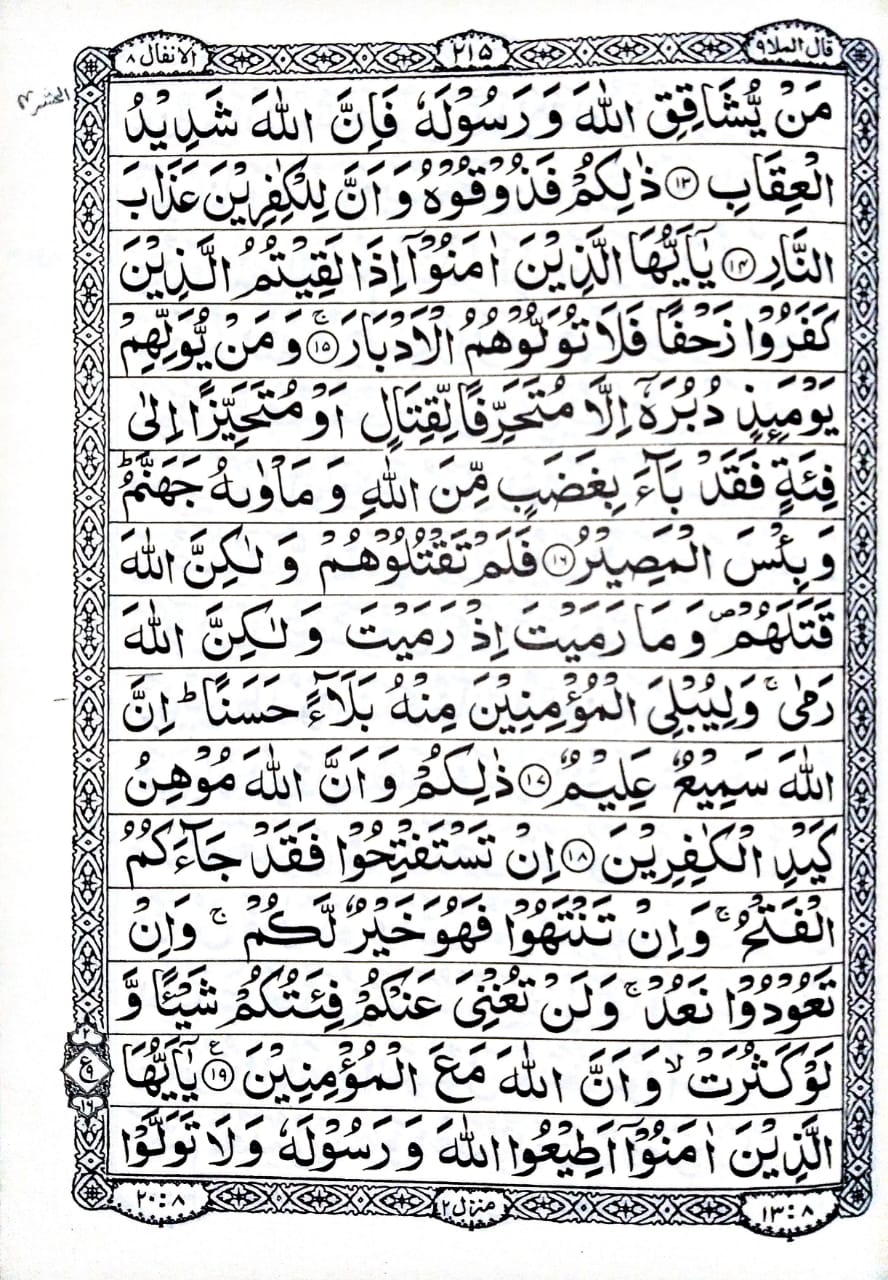 قال الملا ٩
٢١٥
الانفال ٨
الحشر
مَنْ يُّشَاقِقِ اللّٰهَ وَ رَسُوْلَهٗ فَاِنَّ اللّٰهَ شَدِيْدُ
الْعِقَابِ ١٣ ذٰلِكُمْ فَذُوْقُوْهُ وَ اَنَّ لِلْكٰفِرِيْنَ عَذَابَ
النَّارِ ١٤ يٰۤاَيُّهَا الَّذِيْنَ اٰمَنُوْۤا اِذَا لَقِيْتُمُ الَّذِيْنَ
كَفَرُوْا زَحْفًا فَلَا تُوَلُّوْهُمُ الْاَدْبَارَ ۚ ١٥ وَ مَنْ يُّوَلِّهِمْ
يَوْمَىِٕذٍ دُبُرَهٗۤ اِلَّا مُتَحَرِّفًا لِّقِتَالٍ اَوْ مُتَحَيِّزًا اِلٰى
فِئَةٍ فَقَدْ بَآءَ بِغَضَبٍ مِّنَ اللّٰهِ وَ مَاْوٰىهُ جَهَنَّمُ ؕ
وَ بِئْسَ الْمَصِيْرُ ١٦ فَلَمْ تَقْتُلُوْهُمْ وَ لٰكِنَّ اللّٰهَ
قَتَلَهُمْ ۪ وَ مَا رَمَيْتَ اِذْ رَمَيْتَ وَ لٰكِنَّ اللّٰهَ
رَمٰى ۚ وَ لِيُبْلِىَ الْمُؤْمِنِيْنَ مِنْهُ بَلَآءً حَسَنًا ؕ اِنَّ
اللّٰهَ سَمِيْعٌ عَلِيْمٌ ١٧ ذٰلِكُمْ وَ اَنَّ اللّٰهَ مُوْهِنُ
كَيْدِ الْكٰفِرِيْنَ ١٨ اِنْ تَسْتَفْتِحُوْا فَقَدْ جَآءَكُمُ
الْفَتْحُ ۚ وَ اِنْ تَنْتَهُوْا فَهُوَ خَيْرٌ لَّكُمْ ۚ وَ اِنْ
تَعُوْدُوْا نَعُدْ ۚ وَ لَنْ تُغْنِىَ عَنْكُمْ فِئَتُكُمْ شَيْـًٔا وَّ
لَوْ كَثُرَتْ ۙ وَ اَنَّ اللّٰهَ مَعَ الْمُؤْمِنِيْنَ ع ١٩ يٰۤاَيُّهَا
الَّذِيْنَ اٰمَنُوْۤا اَطِيْعُوا اللّٰهَ وَ رَسُوْلَهٗ وَ لَا تَوَلَّوْا
٢
ع ٩
١٦
١٣:٨
منزل ٢
٢٠:٨